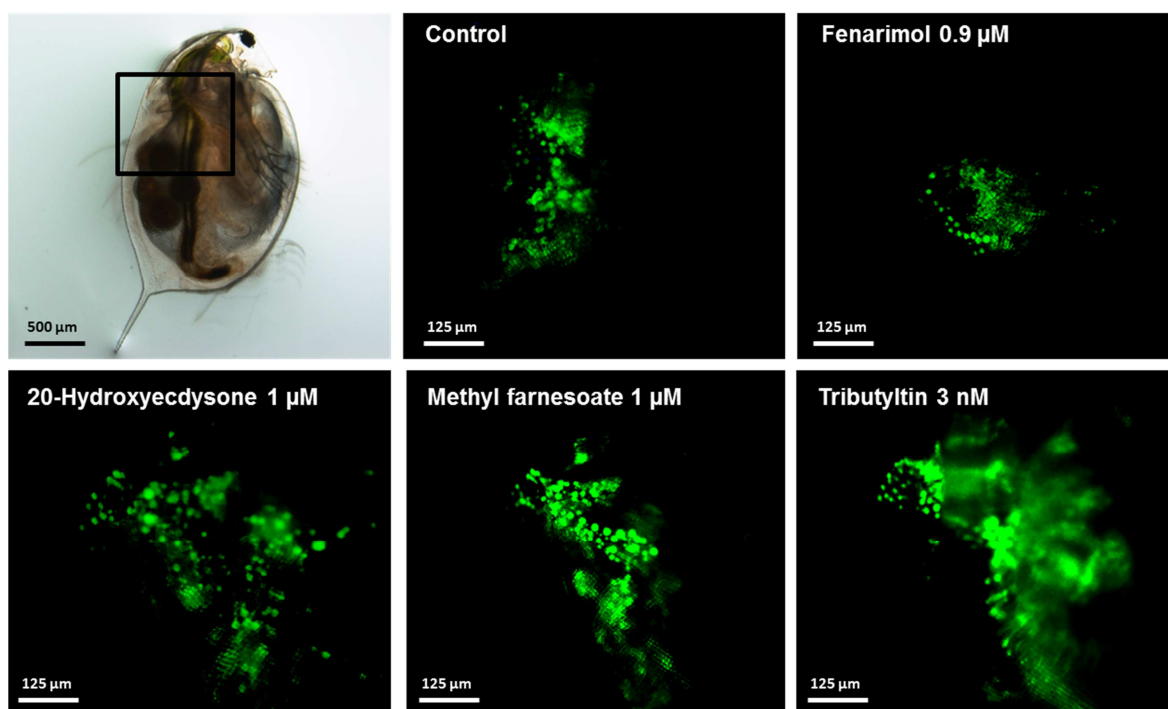 Control
Fenarimol 0.9 µM
500 µm
125 µm
125 µm
20-Hydroxyecdysone 1 µM
Methyl farnesoate 1 µM
Tributyltin 3 nM
125 µm
125 µm
125 µm